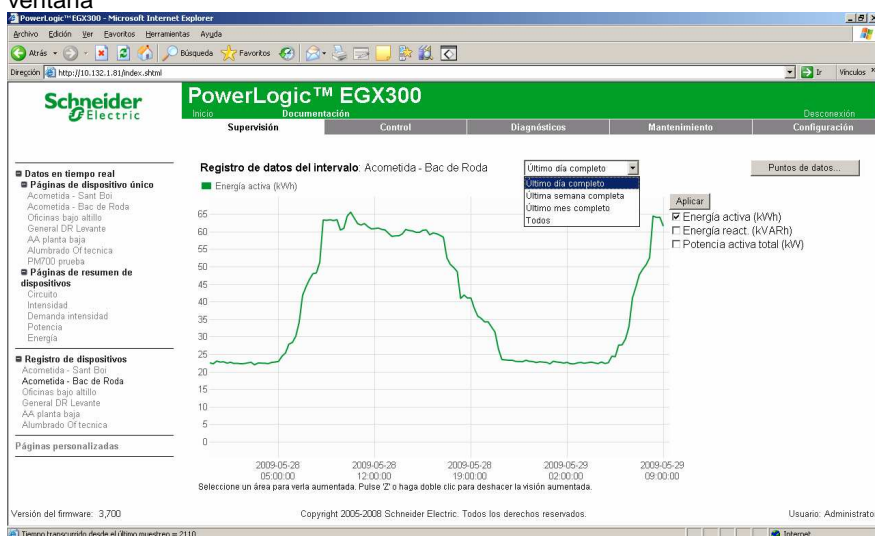 ventana
PowerLogic™ EGX300 - Microsoft Internet Explorer
Archivo Edición Ver Favoritos Herramientas Ayuda
Atrás Búsqueda Favoritos
Dirección http://10.132.1.81/index.shtml Ir Vínculos
Schneider Electric
PowerLogic™ EGX300
Inicio Documentación Desconexión
Supervisión Control Diagnósticos Mantenimiento Configuración
Datos en tiempo real
Páginas de dispositivo único
Acometida - Sant Boi
Acometida - Bac de Roda
Oficinas bajo altillo
General DR Levante
AA planta baja
Alumbrado Of tecnica
PM700 prueba
Páginas de resumen de
dispositivos
Circuito
Intensidad
Demanda intensidad
Potencia
Energía
Registro de dispositivos
Acometida - Sant Boi
Acometida - Bac de Roda
Oficinas bajo altillo
General DR Levante
AA planta baja
Alumbrado Of tecnica
Páginas personalizadas
Registro de datos del intervalo: Acometida - Bac de Roda
Último día completo
Puntos de datos...
Último día completo
Última semana completa
Último mes completo
Todos
Aplicar
Energía activa (kWh)
Energía react. (kVARh)
Potencia activa total (kW)
Energía activa (kWh)
65
60
55
50
45
40
35
30
25
20
15
10
5
0
2009-05-28 2009-05-28 2009-05-28 2009-05-29 2009-05-29
05:00:00 12:00:00 19:00:00 02:00:00 09:00:00
Seleccione un área para verla aumentada. Pulse 'Z' o haga doble clic para deshacer la visión aumentada.
Versión del firmware: 3,700 Copyright 2005-2008 Schneider Electric. Todos los derechos reservados. Usuario: Administrato
Tiempo transcurrido desde el último muestreo = 2110 Internet